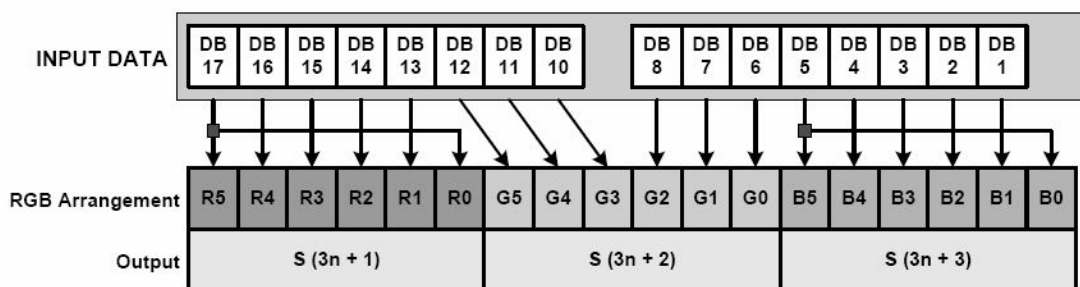 INPUT DATA
DB 17 DB 16 DB 15 DB 14 DB 13 DB 12 DB 11 DB 10 DB 8 DB 7 DB 6 DB 5 DB 4 DB 3 DB 2 DB 1
RGB Arrangement R5 R4 R3 R2 R1 R0 G5 G4 G3 G2 G1 G0 B5 B4 B3 B2 B1 B0
Output S (3n + 1) S (3n + 2) S (3n + 3)